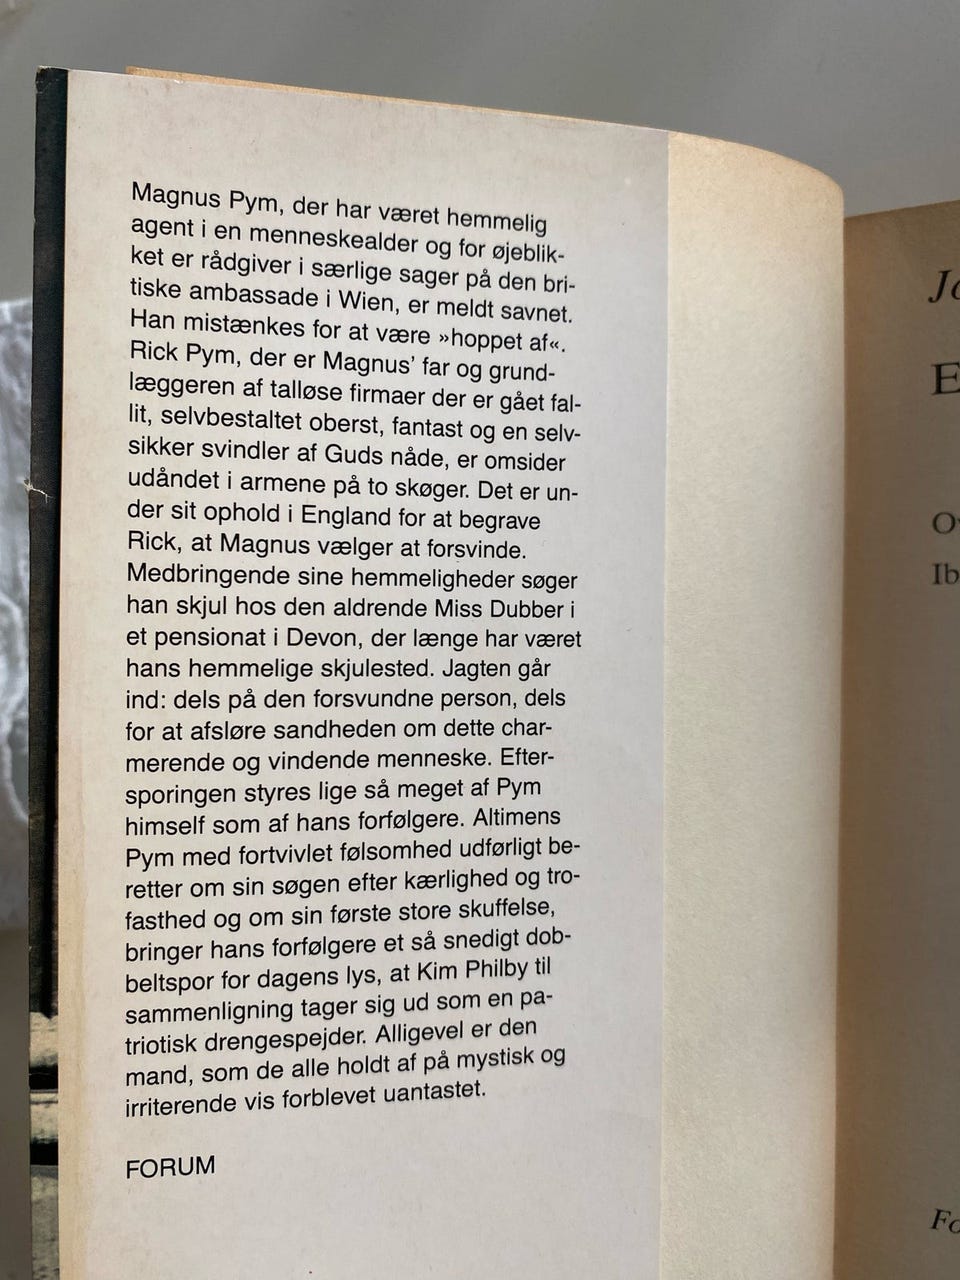 Magnus Pym, der har været hemmelig
agent i en menneskealder og for øjeblik-
ket er rådgiver i særlige sager på den bri-
tiske ambassade i Wien, er meldt savnet.
Han mistænkes for at være »hoppet af«.
Rick Pym, der er Magnus’ far og grund-
læggeren af talløse firmaer der er gået fal-
lit, selvbestaltet oberst, fantast og en selv-
sikker svindler af Guds nåde, er omsider
udåndet i armene på to skøger. Det er un-
der sit ophold i England for at begrave
Rick, at Magnus vælger at forsvinde.
Medbringende sine hemmeligheder søger
han skjul hos den aldrende Miss Dubber i
et pensionat i Devon, der længe har været
hans hemmelige skjulested. Jagten går
ind: dels på den forsvundne person, dels
for at afsløre sandheden om dette char-
merende og vindende menneske. Efter-
sporingen styres lige så meget af Pym
himself som af hans forfølgere. Altimens
Pym med fortvivlet følsomhed udførligt be-
retter om sin søgen efter kærlighed og tro-
fasthed og om sin første store skuffelse,
bringer hans forfølgere et så snedigt dob-
beltspor for dagens lys, at Kim Philby til
sammenligning tager sig ud som en pa-
triotisk drengespejder. Alligevel er den
mand, som de alle holdt af på mystisk og
irriterende vis forblevet uantastet.
FORUM
E
Ib